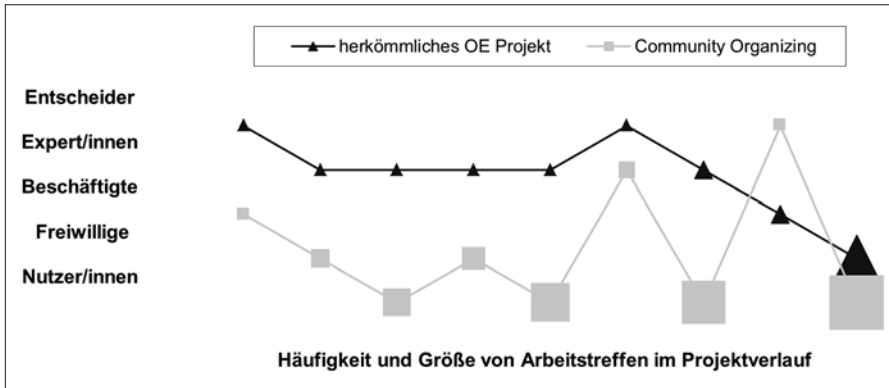 herkömmliches OE Projekt Community Organizing
Entscheider
Expert/innen
Beschäftigte
Freiwillige
Nutzer/innen
Häufigkeit und Größe von Arbeitstreffen im Projektverlauf